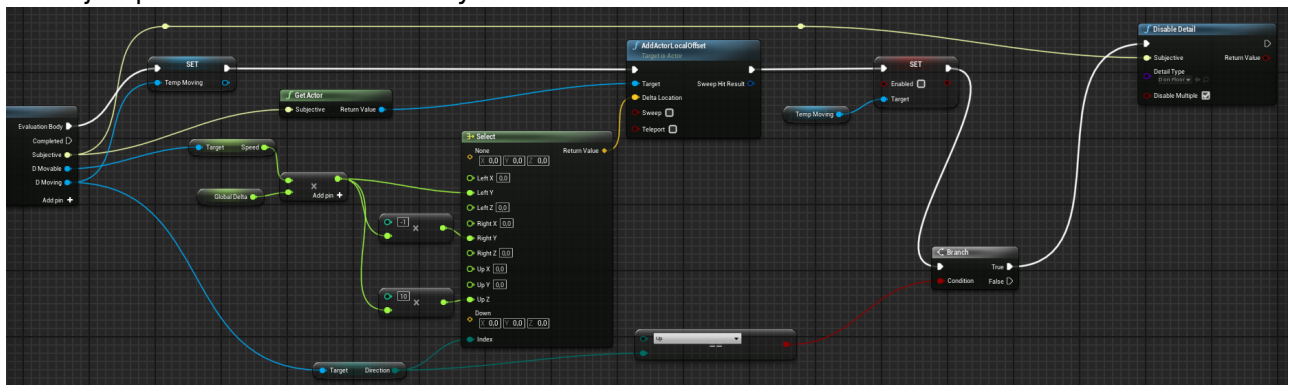 Evaluation Body
Completed
Subjective
D Movable
D Moving
Add pin +
SET
Temp Moving
f Get Actor
Subjective Return Value
Target Speed
Global Delta
×
Add pin +
-1 ×
10 ×
Select
None Return Value
X 0,0 Y 0,0 Z 0,0
Left X 0,0
Left Y
Left Z 0,0
Right X 0,0
Right Y
Right Z 0,0
Up X 0,0
Up Y 0,0
Up Z
Down
X 0,0 Y 0,0 Z 0,0
Index
Target Direction
f AddActorLocalOffset
Target is Actor
Target Sweep Hit Result
Delta Location
Sweep
Teleport
Temp Moving
SET
Enabled
Target
Up ==
Branch
True
Condition False
f Disable Detail
Subjective Return Value
Detail Type
D on Floor
Disable Multiple